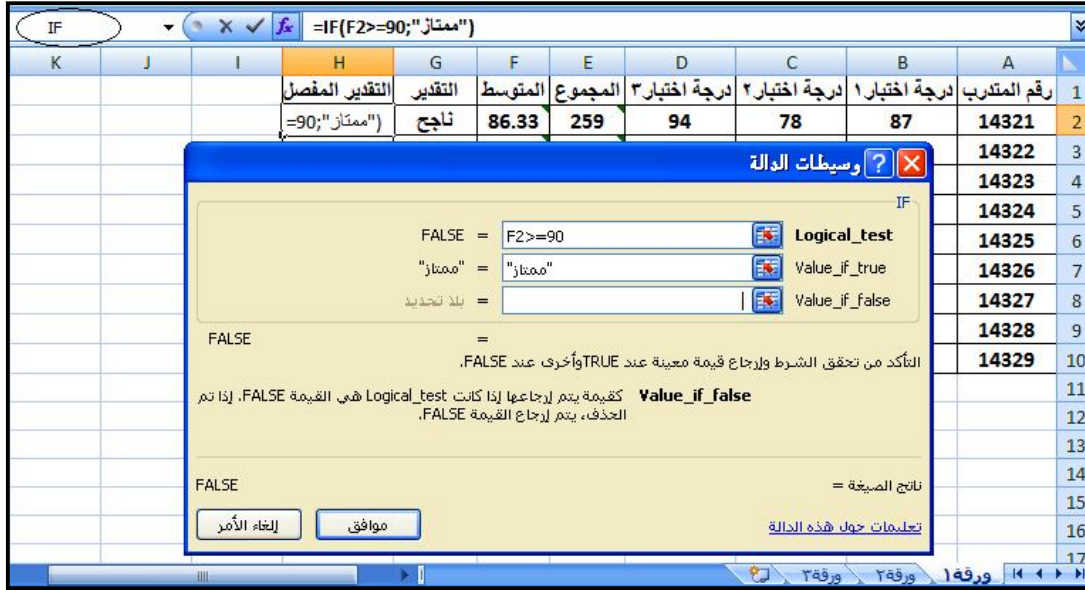 IF
fx =IF(F2>=90;"ممتاز")
A B C D E F G H I J K
1 رقم المتدرب درجة اختبار١ درجة اختبار٢ درجة اختبار٣ المجموع المتوسط التقدير التقدير المفصل
2 14321 87 78 94 259 86.33 ناجح =90;"ممتاز")
3 14322
4 14323
5 14324
6 14325
7 14326
8 14327
9 14328
10 14329
11
12
13
14
15
16
17
وسيطات الدالة
IF
Logical_test F2>=90 = FALSE
Value_if_true "ممتاز" = "ممتاز"
Value_if_false = بلا تحديد
= FALSE
التأكد من تحقق الشرط وإرجاع قيمة معينة عند TRUEوأخرى عند FALSE.
Value_if_false كقيمة يتم إرجاعها إذا كانت Logical_test هي القيمة FALSE. إذا تم
الحذف، يتم إرجاع القيمة FALSE.
ناتج الصيغة = FALSE
تعليمات حول هذه الدالة
موافق
إلغاء الأمر
ورقة١ ورقة٢ ورقة٣